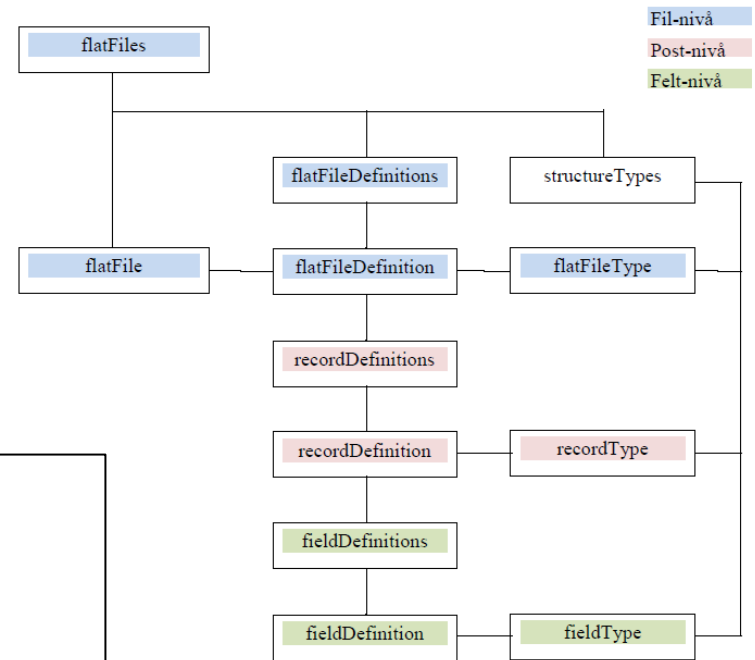 Fil-nivå
flatFiles
Post-nivå
Felt-nivå
flatFileDefinitions
structureTypes
flatFile
flatFileDefinition
flatFileType
recordDefinitions
recordDefinition
recordType
fieldDefinitions
fieldDefinition
fieldType